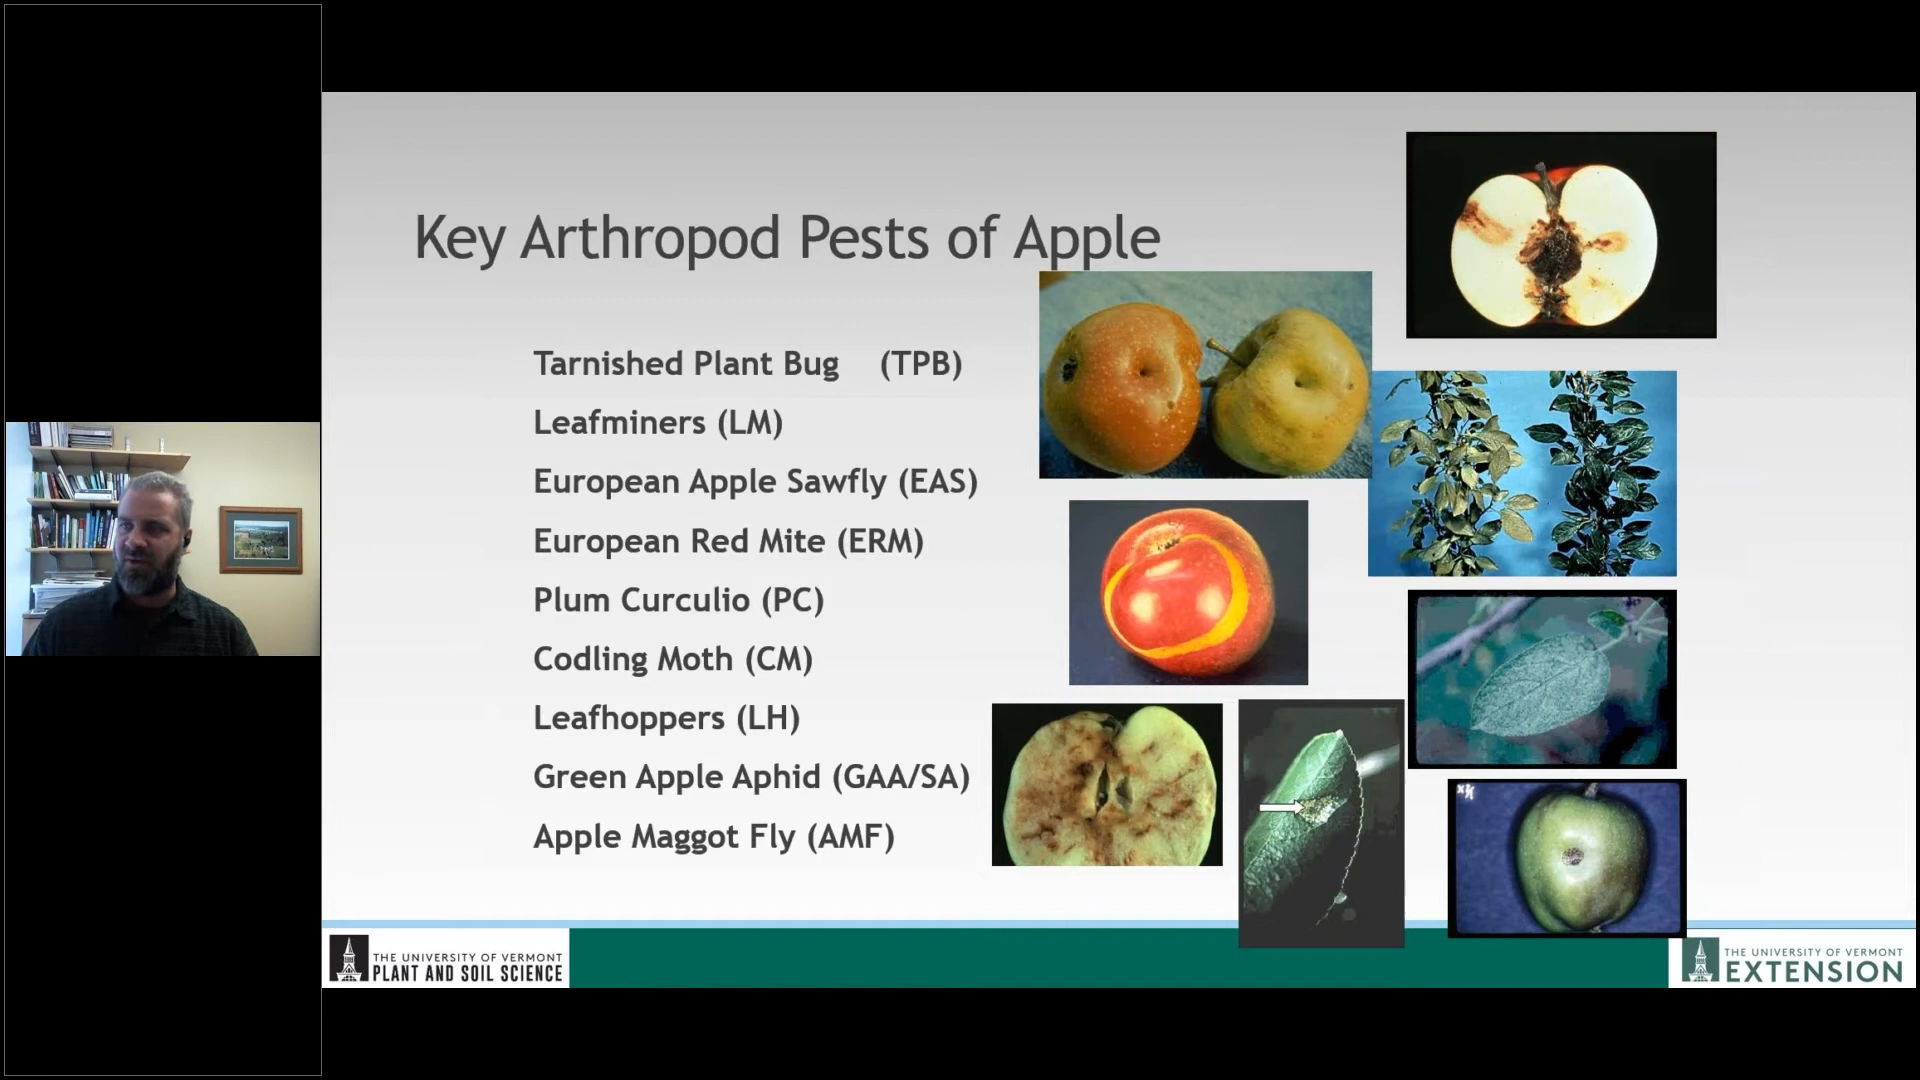 Key Arthropod Pests of Apple
Tarnished Plant Bug (TPB)
Leafminers (LM)
European Apple Sawfly (EAS)
European Red Mite (ERM)
Plum Curculio (PC)
Codling Moth (CM)
Leafhoppers (LH)
Green Apple Aphid (GAA/SA)
Apple Maggot Fly (AMF)
THE UNIVERSITY OF VERMONT
PLANT AND SOIL SCIENCE
THE UNIVERSITY OF VERMONT
EXTENSION